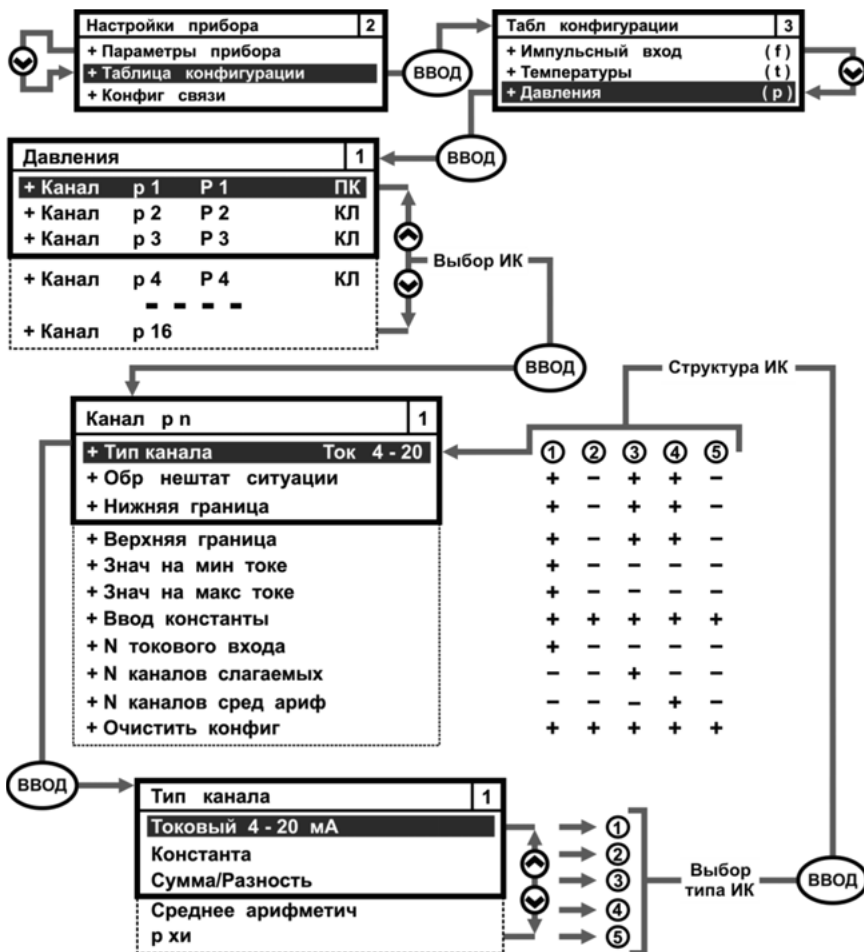 Настройки прибора 2
+ Параметры прибора
+ Таблица конфигурации
+ Конфиг связи
ВВОД
Табл конфигурации 3
+ Импульсный вход ( f )
+ Температуры ( t )
+ Давления ( p )
ВВОД
Давления 1
+ Канал p 1 P 1 ПК
+ Канал p 2 P 2 КЛ
+ Канал p 3 P 3 КЛ
+ Канал p 4 P 4 КЛ
- - - -
+ Канал p 16
Выбор ИК
ВВОД
Структура ИК
Канал p n 1
+ Тип канала Ток 4 - 20 1 2 3 4 5
+ Обр нештат ситуации + – + + –
+ Нижняя граница + – + + –
+ Верхняя граница + – + + –
+ Знач на мин токе + – – – –
+ Знач на макс токе + – – – –
+ Ввод константы + + + + +
+ N токового входа + – – – –
+ N каналов слагаемых – – + – –
+ N каналов сред ариф – – – + –
+ Очистить конфиг + + + + +
ВВОД
Тип канала 1
Токовый 4 - 20 мА 1
Константа 2
Сумма/Разность 3
Среднее арифметич 4
р хи 5
Выбор
типа ИК
ВВОД